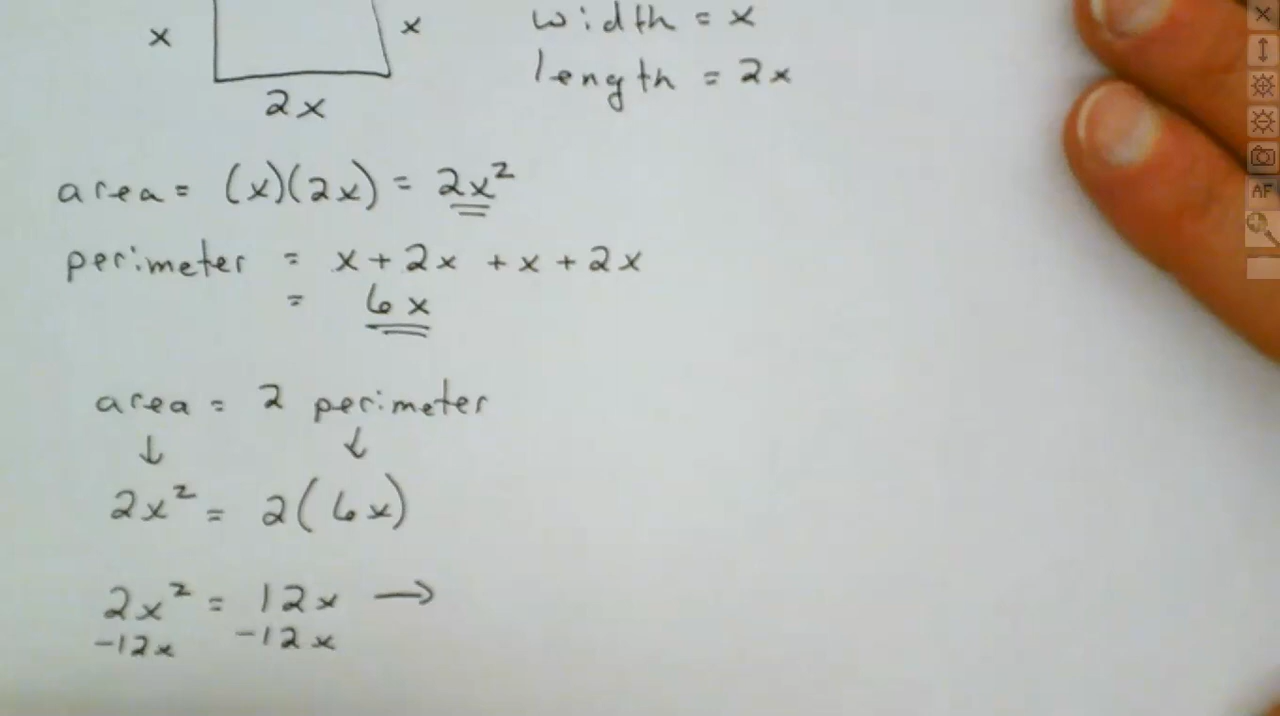 x x width = x
2x length = 2x
area = (x)(2x) = 2x²
perimeter = x + 2x + x + 2x
= 6x
area = 2 perimeter
↓ ↓
2x² = 2(6x)
2x² = 12x →
-12x -12x
AF